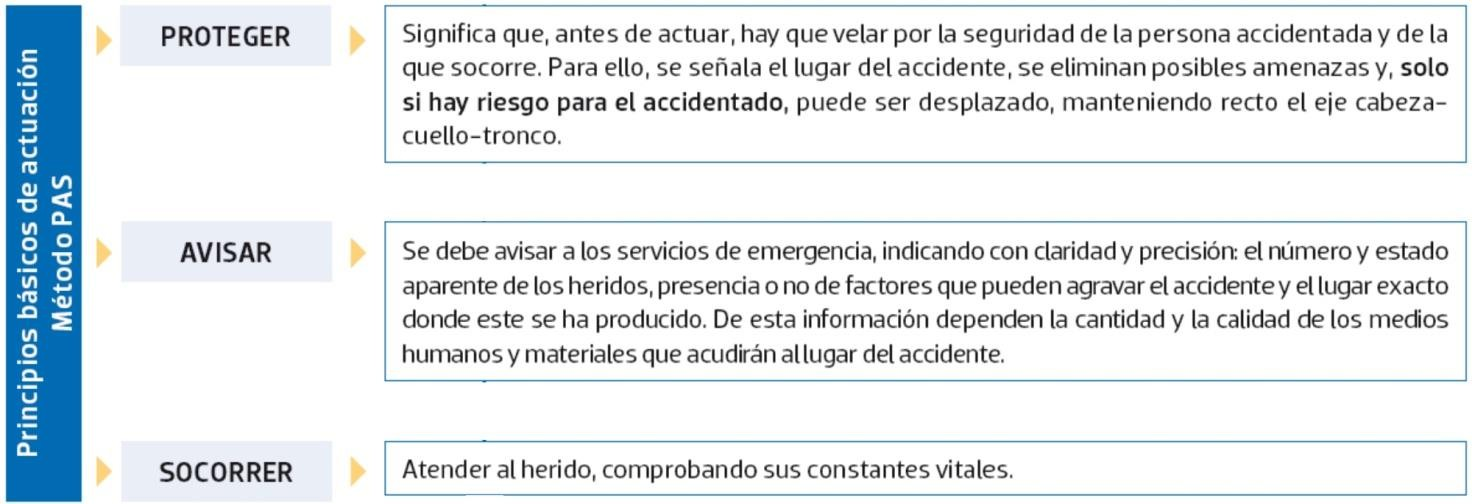 Principios básicos de actuación
Método PAS
PROTEGER
Significa que, antes de actuar, hay que velar por la seguridad de la persona accidentada y de la
que socorre. Para ello, se señala el lugar del accidente, se eliminan posibles amenazas y, solo
si hay riesgo para el accidentado, puede ser desplazado, manteniendo recto el eje cabeza-
cuello-tronco.
AVISAR
Se debe avisar a los servicios de emergencia, indicando con claridad y precisión: el número y estado
aparente de los heridos, presencia o no de factores que pueden agravar el accidente y el lugar exacto
donde este se ha producido. De esta información dependen la cantidad y la calidad de los medios
humanos y materiales que acudirán al lugar del accidente.
SOCORRER
Atender al herido, comprobando sus constantes vitales.